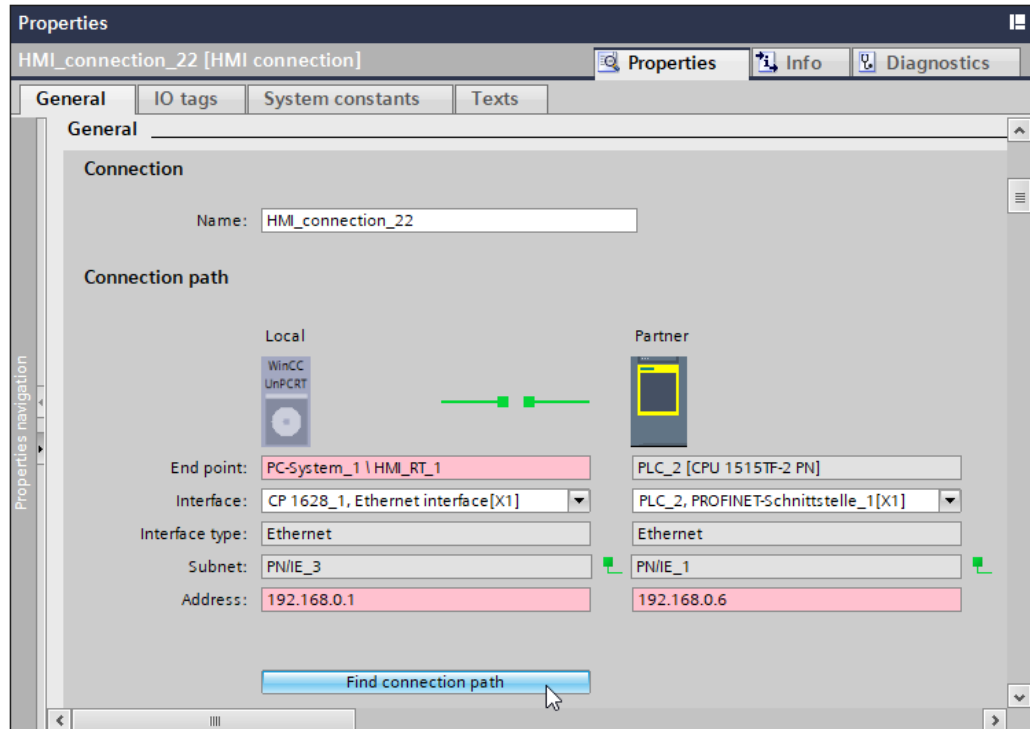 Properties
HMI_connection_22 [HMI connection]
Properties
Info
Diagnostics
General
IO tags
System constants
Texts
General
Connection
Name: HMI_connection_22
Connection path
Local
Partner
WinCC
UnPCRT
End point: PC-System_1 \ HMI_RT_1 PLC_2 [CPU 1515TF-2 PN]
Interface: CP 1628_1, Ethernet interface[X1] PLC_2, PROFINET-Schnittstelle_1[X1]
Interface type: Ethernet Ethernet
Subnet: PN/IE_3 PN/IE_1
Address: 192.168.0.1 192.168.0.6
Find connection path
Properties navigation